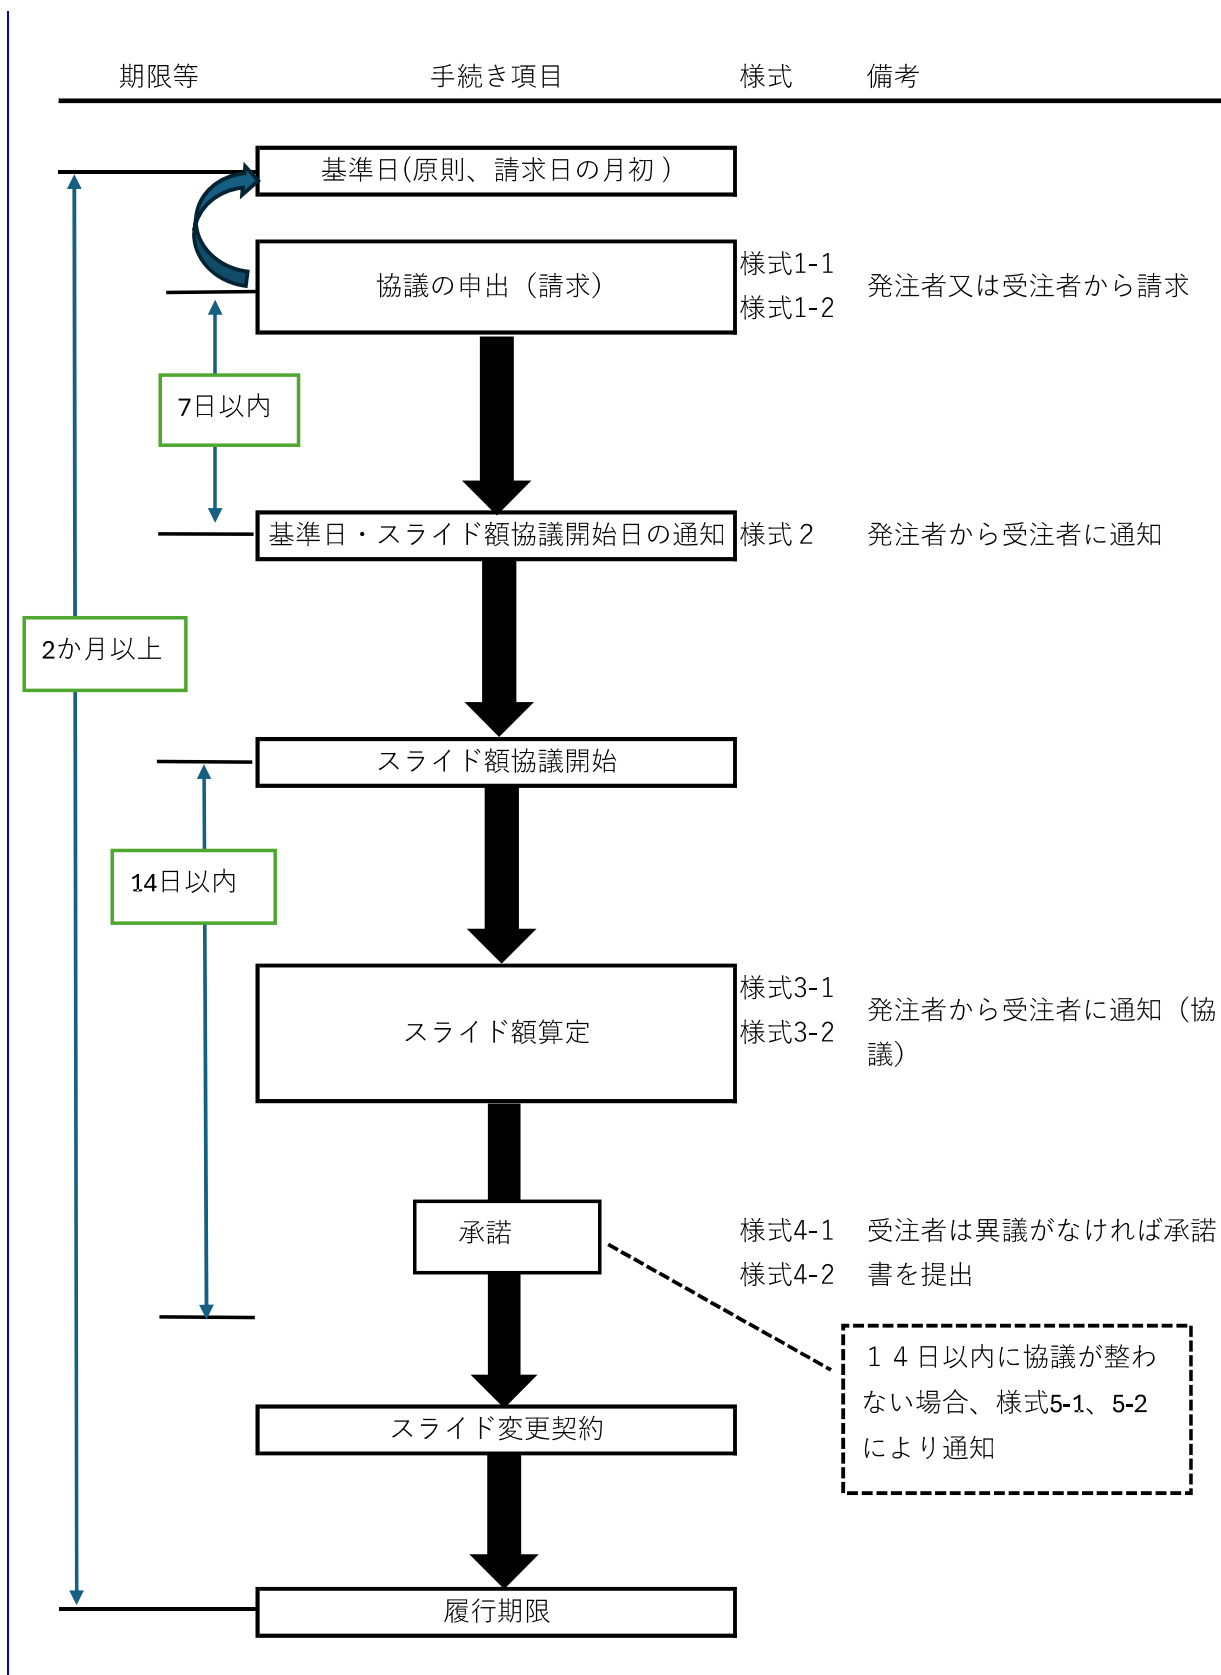 期限等 手続き項目 様式 備考
基準日(原則、請求日の月初)
協議の申出（請求）
様式1-1
様式1-2
発注者又は受注者から請求
7日以内
基準日・スライド額協議開始日の通知
様式 2
発注者から受注者に通知
2か月以上
スライド額協議開始
14日以内
スライド額算定
様式3-1
様式3-2
発注者から受注者に通知（協
議）
承諾
様式4-1
様式4-2
受注者は異議がなければ承諾
書を提出
１４日以内に協議が整わ
ない場合、様式5-1、5-2
により通知
スライド変更契約
履行期限